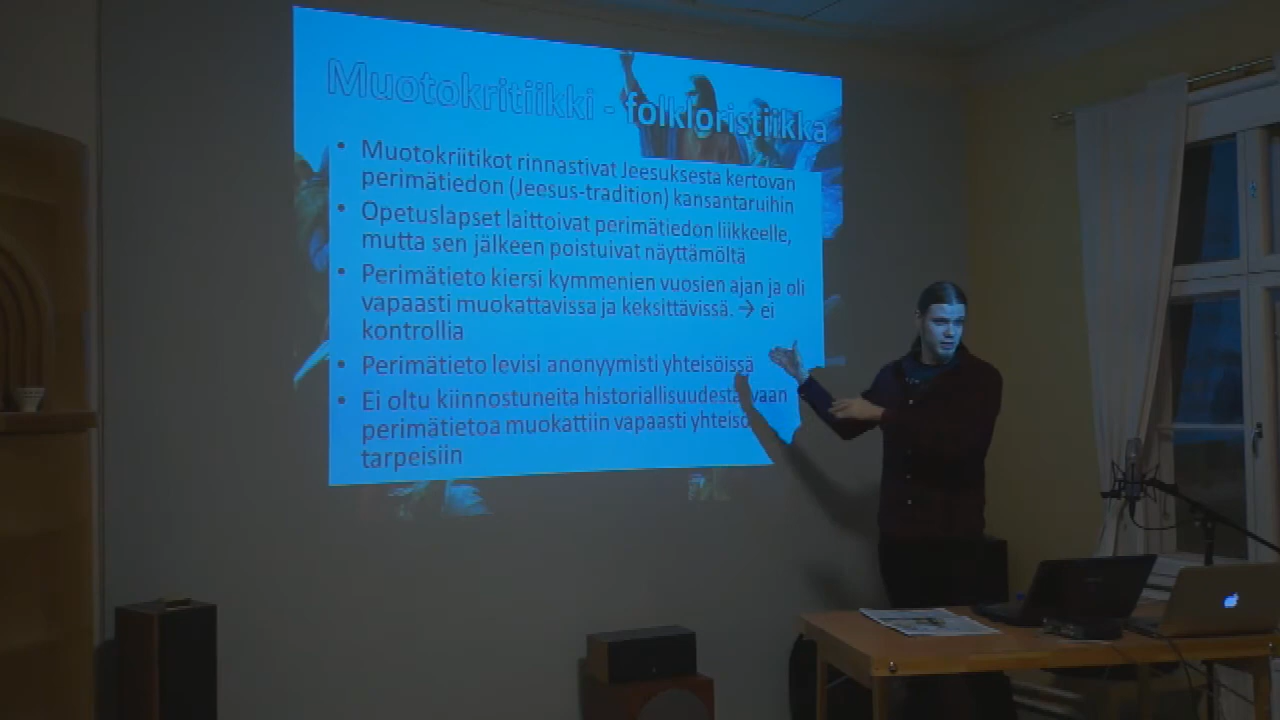 Muotokritiikki - folkloristiikka
• Muotokriitikot rinnastivat Jeesuksesta kertovan
perimätiedon (Jeesus-tradition) kansantaruihin
• Opetuslapset laittoivat perimätiedon liikkeelle,
mutta sen jälkeen poistuivat näyttämöltä
• Perimätieto kiersi kymmenien vuosien ajan ja oli
vapaasti muokattavissa ja keksittävissä. → ei
kontrollia
• Perimätieto levisi anonyymisti yhteisöissä
• Ei oltu kiinnostuneita historiallisuudesta vaan
perimätietoa muokattiin vapaasti
tarpeisiin